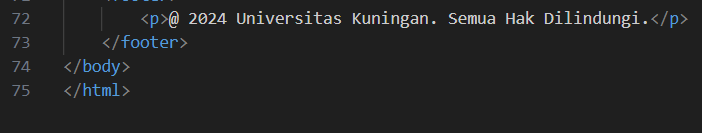 72 <p>@ 2024 Universitas Kuningan. Semua Hak Dilindungi.</p>
73 </footer>
74 </body>
75 </html>